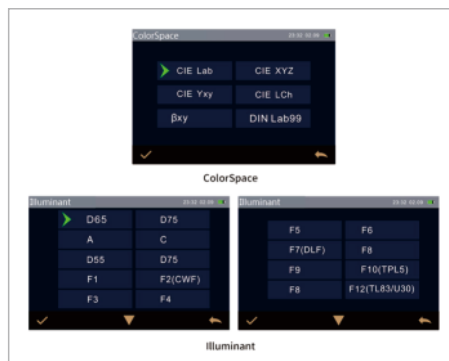 ColorSpace
CIE Lab CIE XYZ
CIE Yxy CIE LCh
βxy DIN Lab99
ColorSpace
Illuminant
D65 D75
A C
D55 D75
F1 F2(CWF)
F3 F4
Illuminant
F5 F6
F7(DLF) F8
F9 F10(TPL5)
F8 F12(TL83/U30)
Illuminant